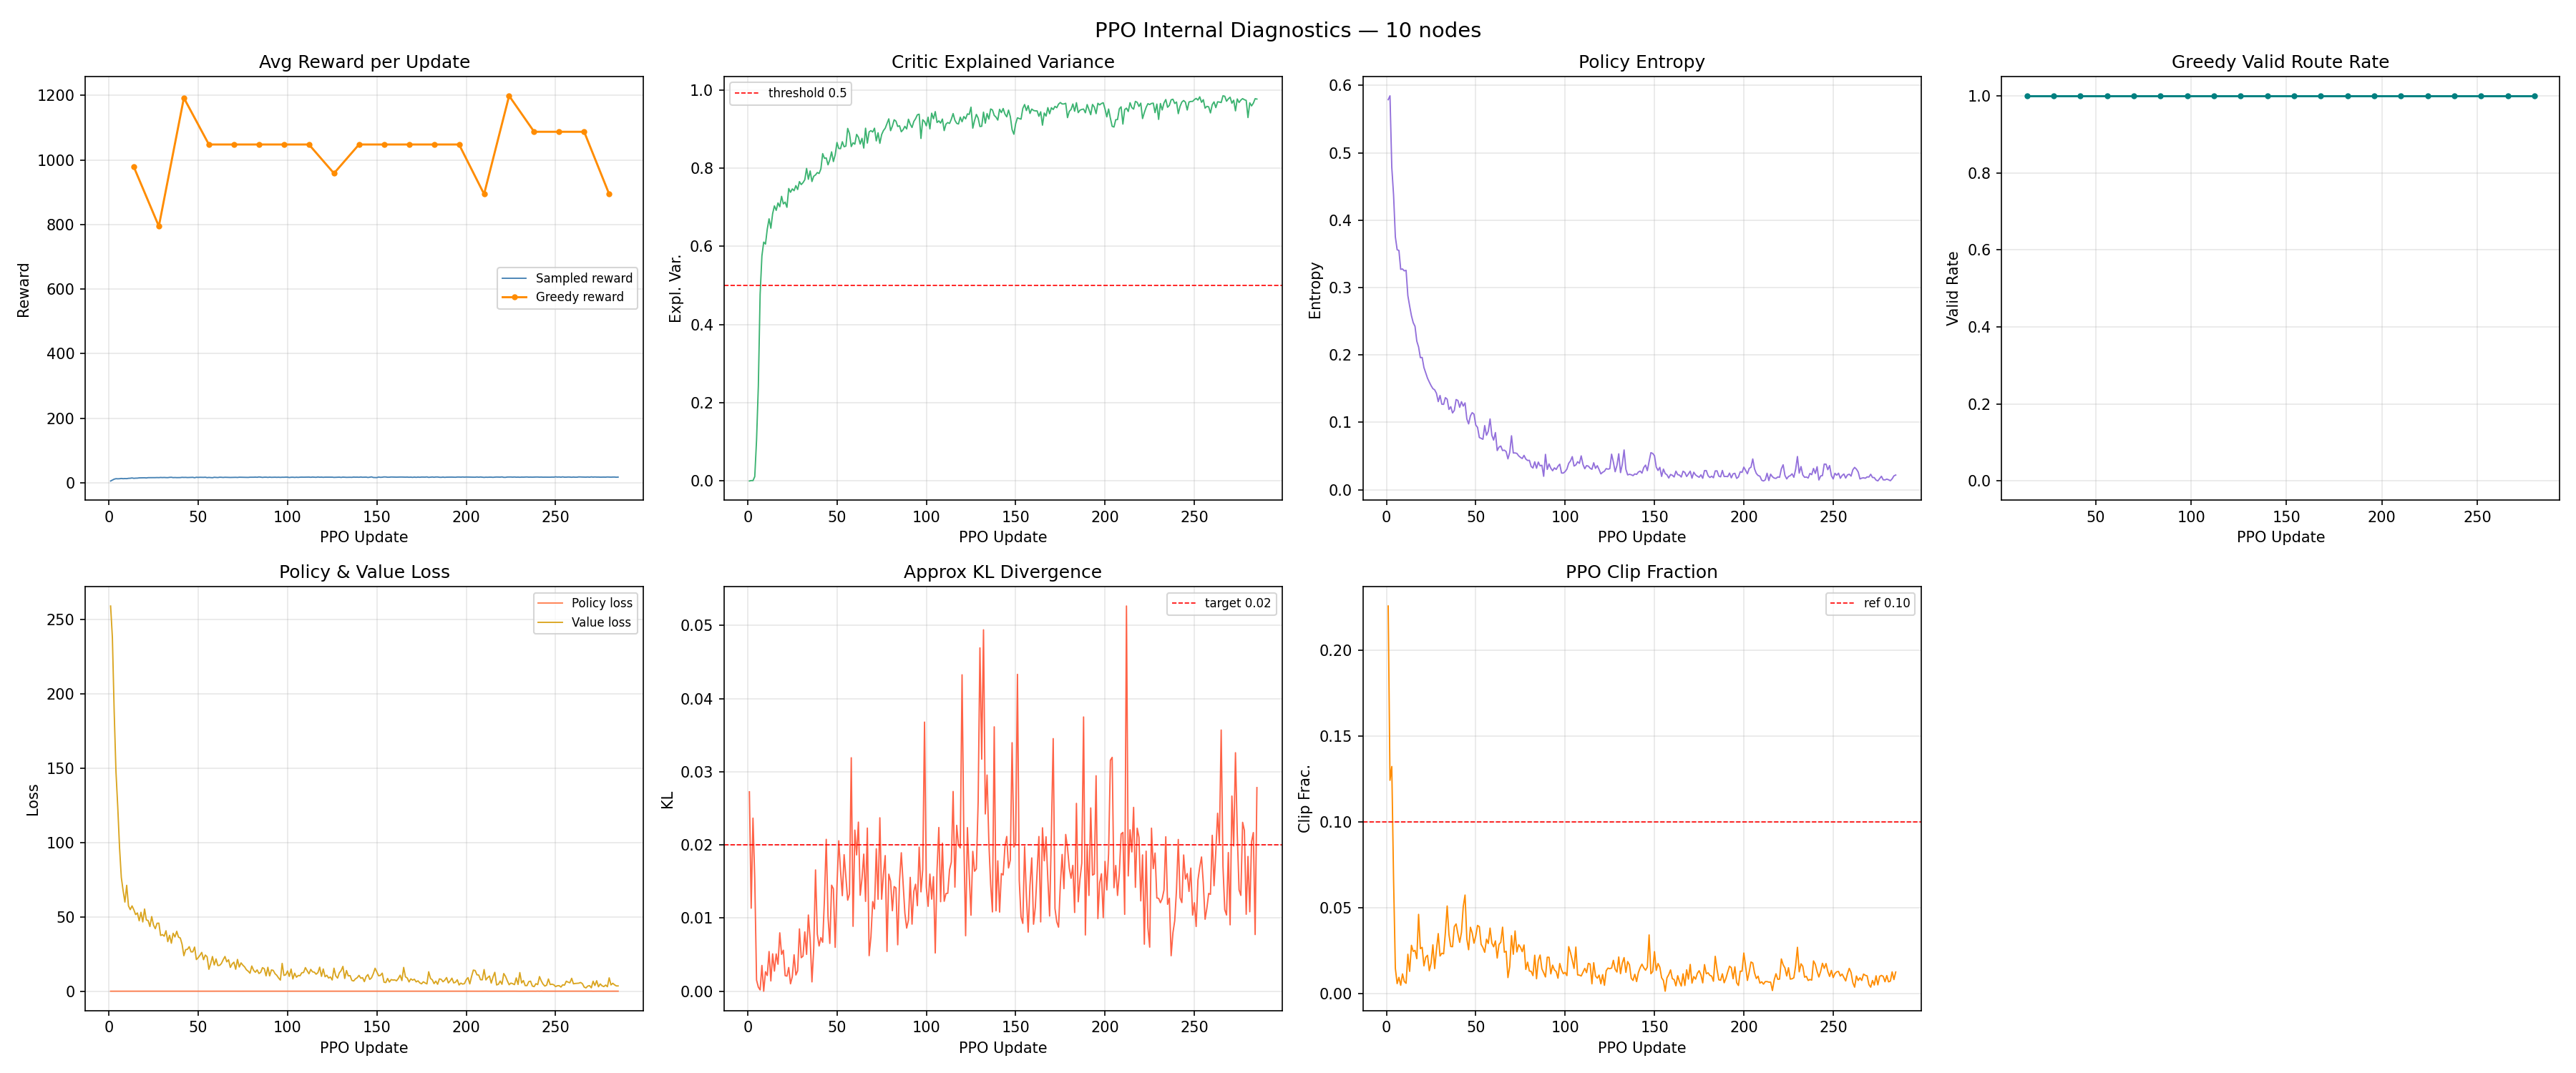 PPO Internal Diagnostics — 10 nodes
Avg Reward per Update
1200
1000
800
600
400
200
0
Reward
Sampled reward
Greedy reward
0 50 100 150 200 250
PPO Update
Critic Explained Variance
1.0
0.8
0.6
0.4
0.2
0.0
Expl. Var.
threshold 0.5
0 50 100 150 200 250
PPO Update
Policy Entropy
0.6
0.5
0.4
0.3
0.2
0.1
0.0
Entropy
0 50 100 150 200 250
PPO Update
Greedy Valid Route Rate
1.0
0.8
0.6
0.4
0.2
0.0
Valid Rate
50 100 150 200 250
PPO Update
Policy & Value Loss
250
200
150
100
50
0
Loss
Policy loss
Value loss
0 50 100 150 200 250
PPO Update
Approx KL Divergence
0.05
0.04
0.03
0.02
0.01
0.00
KL
target 0.02
0 50 100 150 200 250
PPO Update
PPO Clip Fraction
0.20
0.15
0.10
0.05
0.00
Clip Frac.
ref 0.10
0 50 100 150 200 250
PPO Update